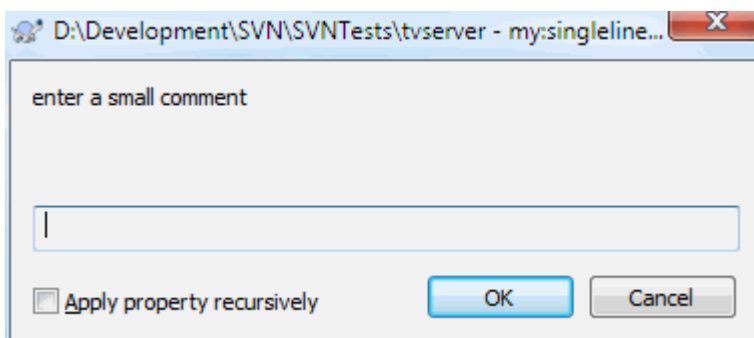 D:\Development\SVN\SVNTests\tvserver - my:singleline...
enter a small comment
Apply property recursively
OK
Cancel